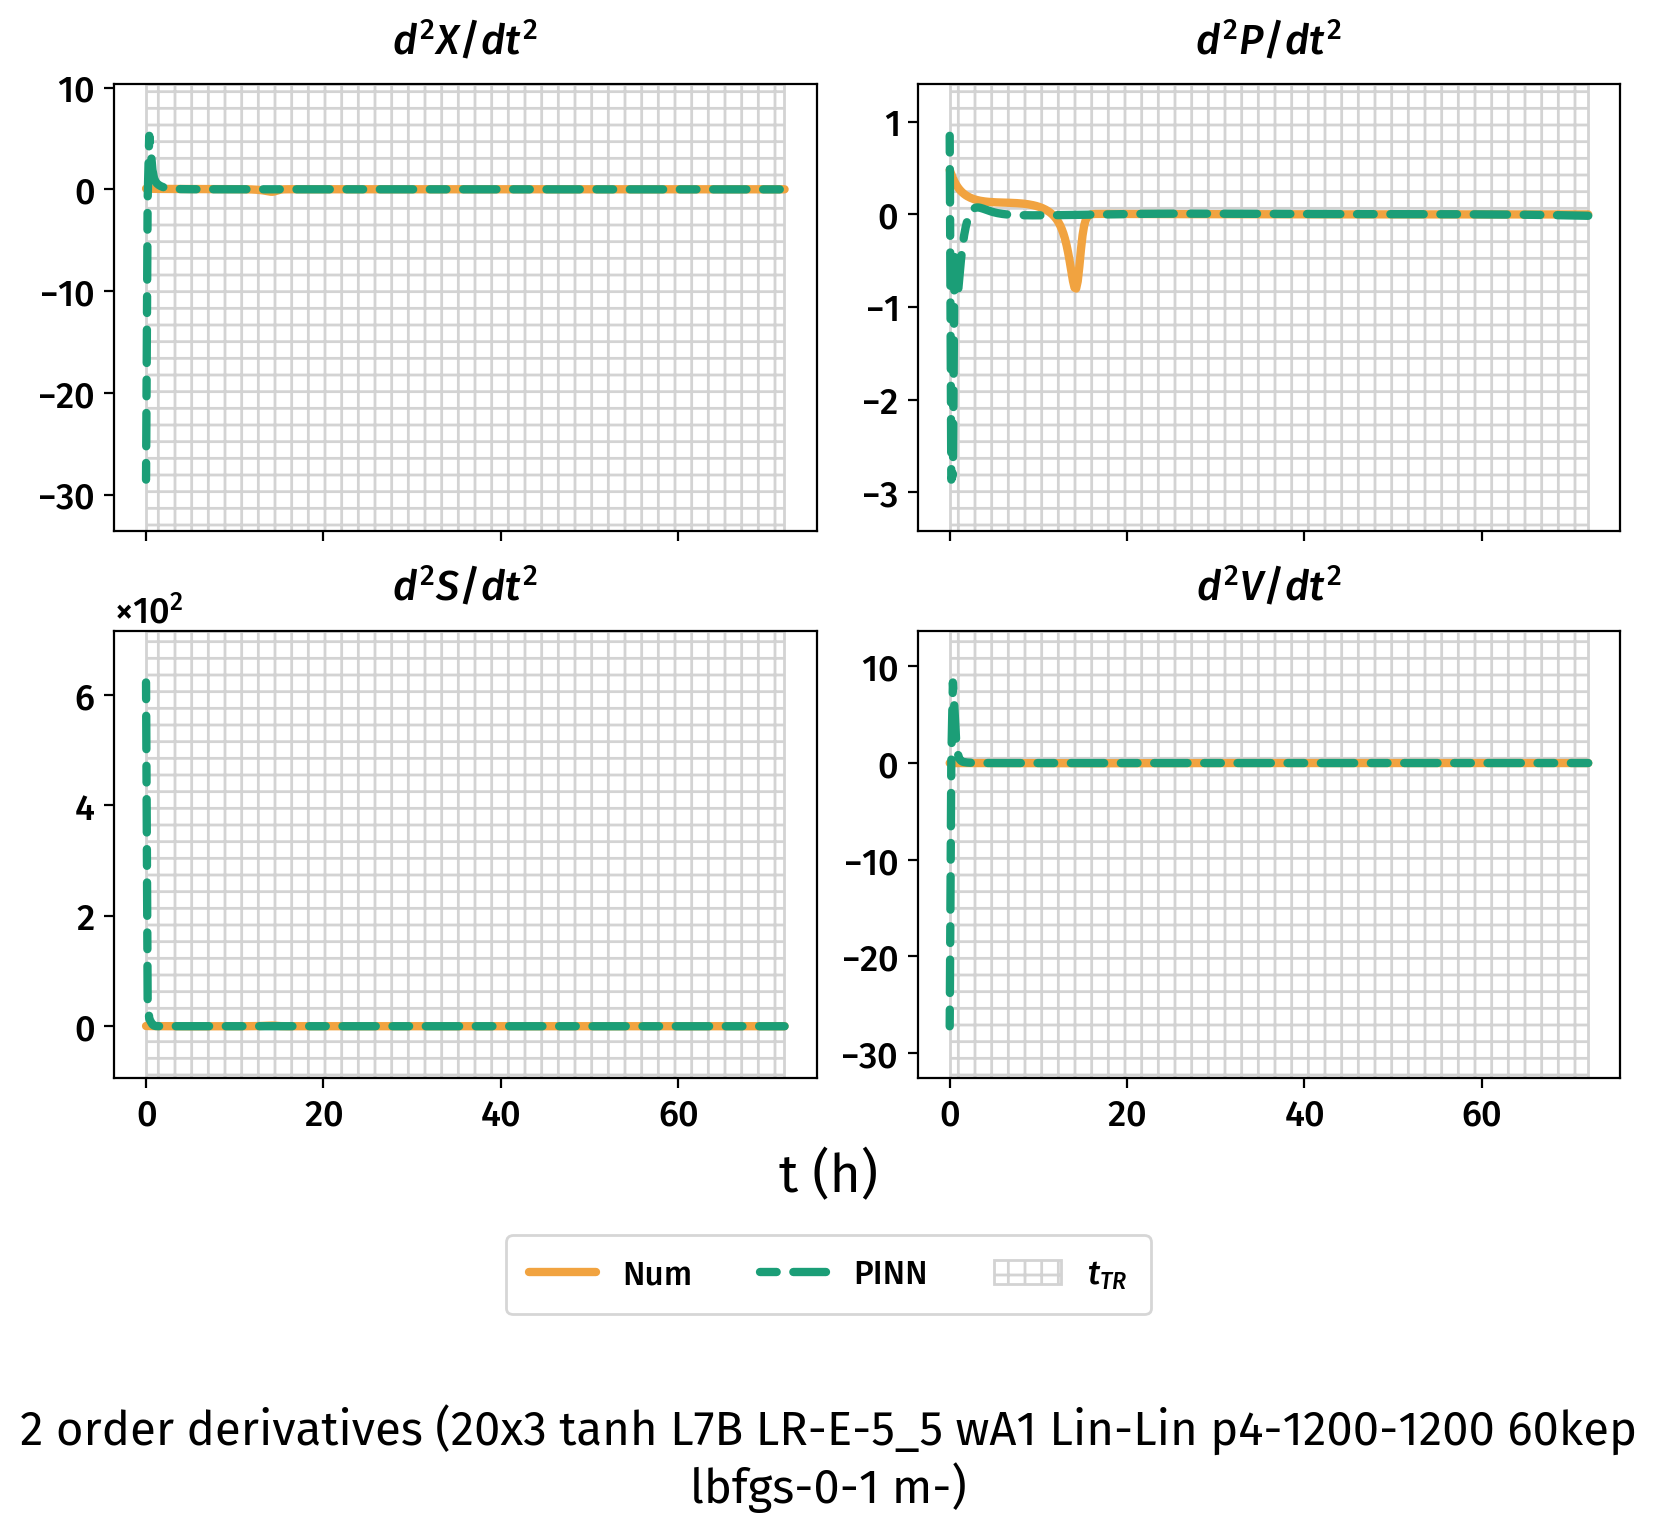 d²X/dt²
d²P/dt²
10
0
−10
−20
−30
1
0
−1
−2
−3
d²S/dt²
d²V/dt²
×10²
6
4
2
0
10
0
−10
−20
−30
0 20 40 60
0 20 40 60
t (h)
Num PINN t_TR
2 order derivatives (20x3 tanh L7B LR-E-5_5 wA1 Lin-Lin p4-1200-1200 60kep
lbfgs-0-1 m-)